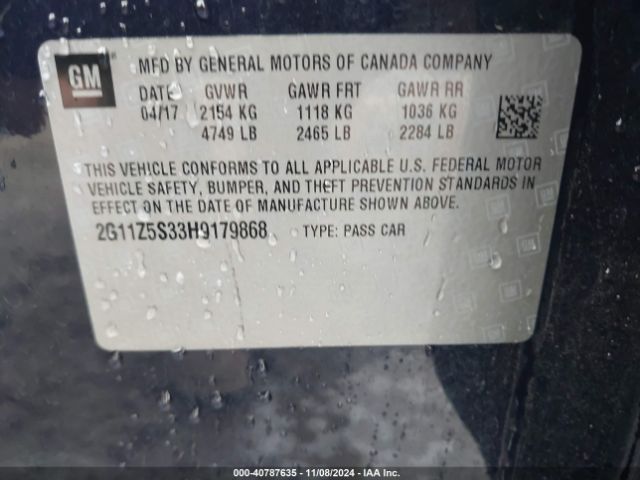 GM
MFD BY GENERAL MOTORS OF CANADA COMPANY
DATE GVWR GAWR FRT GAWR RR
04/17 2154 KG 1118 KG 1036 KG
4749 LB 2465 LB 2284 LB
THIS VEHICLE CONFORMS TO ALL APPLICABLE U.S. FEDERAL MOTOR
VEHICLE SAFETY, BUMPER, AND THEFT PREVENTION STANDARDS IN
EFFECT ON THE DATE OF MANUFACTURE SHOWN ABOVE.
2G11Z5S33H9179868 TYPE: PASS CAR
000-40787635 - 11/08/2024 - IAA Inc.